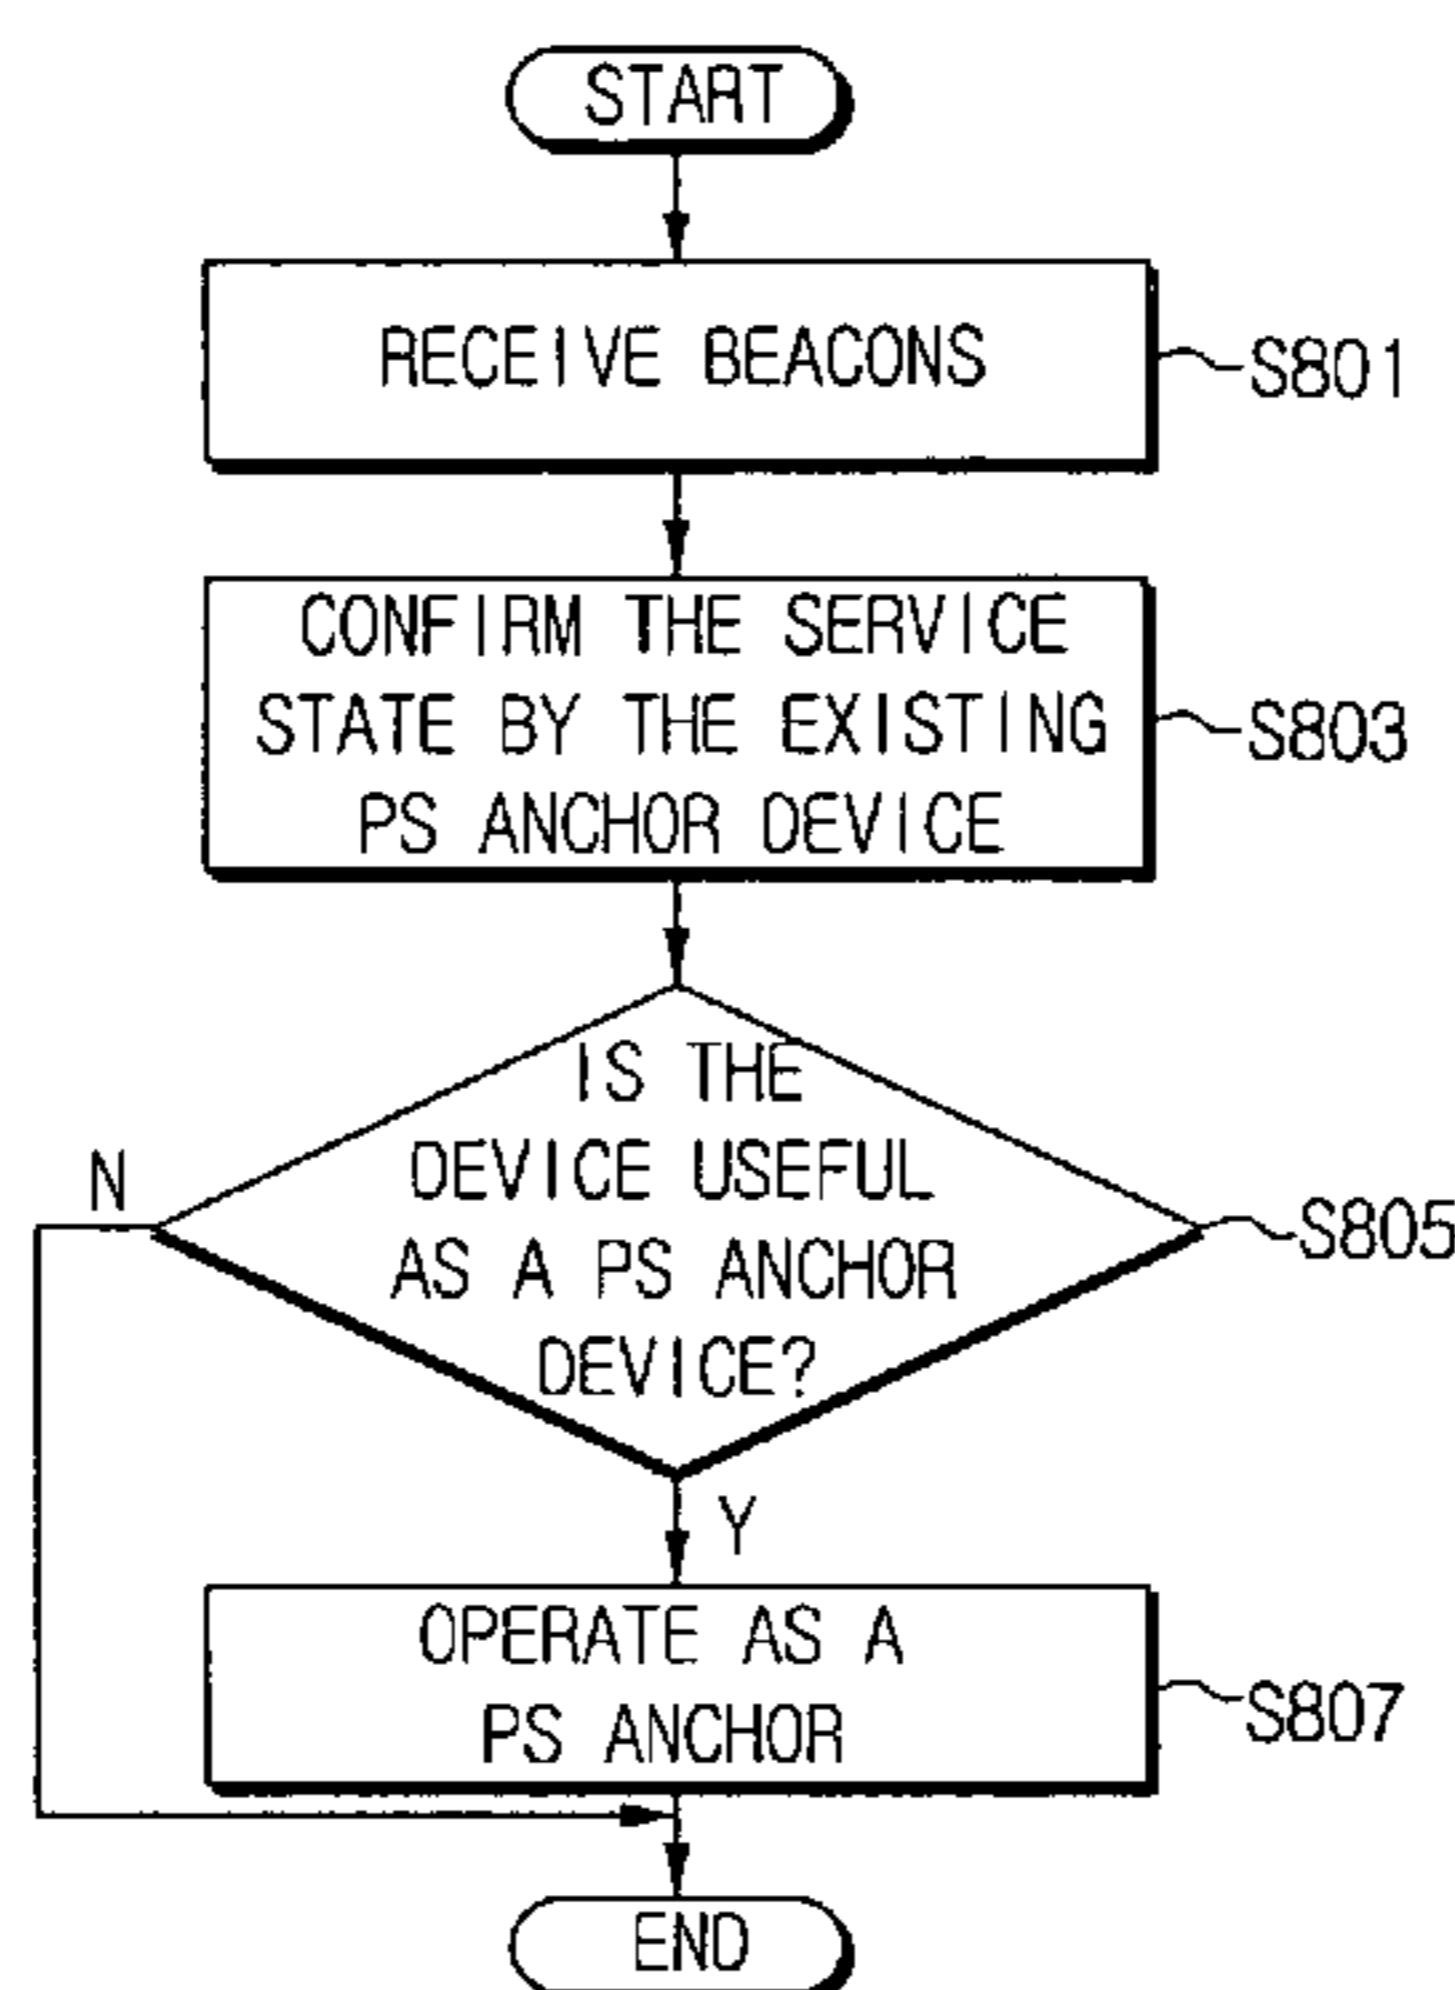 START
RECEIVE BEACONS
S801
CONFIRM THE SERVICE
STATE BY THE EXISTING
PS ANCHOR DEVICE
S803
IS THE
DEVICE USEFUL
AS A PS ANCHOR
DEVICE?
N
S805
Y
OPERATE AS A
PS ANCHOR
S807
END